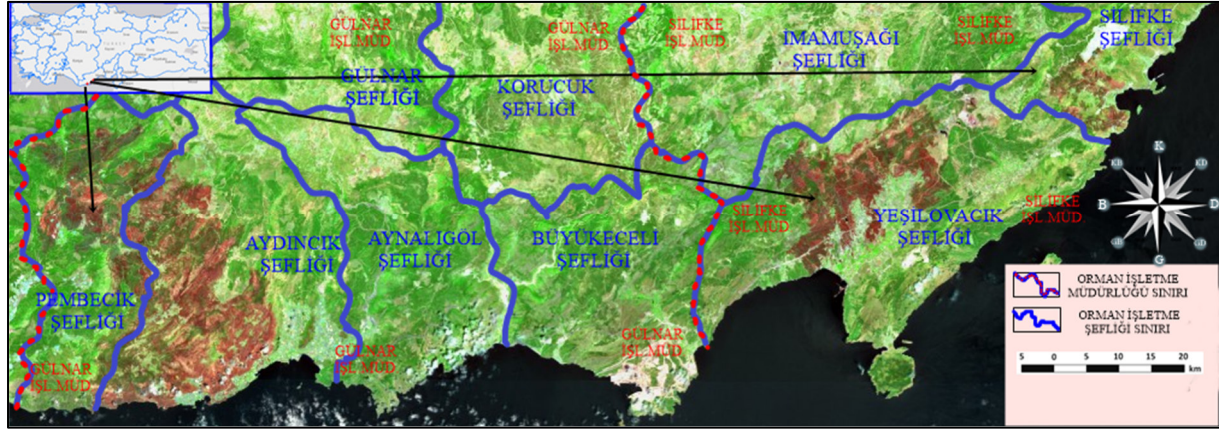 GÜLNAR
İŞL.MÜD
GÜLNAR
İŞL.MÜD
SİLİFKE
İŞL.MÜD
SİLİFKE
İŞL.MÜD
SİLİFKE
ŞEFLİĞİ
İMAMUŞAĞI
ŞEFLİĞİ
GÜLNAR
ŞEFLİĞİ
KORUCUK
ŞEFLİĞİ
K
KB
KD
B
D
GB
GD
G
SİLİFKE
İŞL.MÜD
SİLİFKE
İŞL.MÜD
YEŞİLOVACIK
ŞEFLİĞİ
AYDINCIK
ŞEFLİĞİ
AYNALIGÖL
ŞEFLİĞİ
BÜYÜKECELİ
ŞEFLİĞİ
PEMBECİK
ŞEFLİĞİ
GÜLNAR
İŞL.MÜD
GÜLNAR
İŞL.MÜD
GÜLNAR
İŞL.MÜD
ORMAN İŞLETME
MÜDÜRLÜĞÜ SINIRI
ORMAN İŞLETME
ŞEFLİĞİ SINIRI
5 0 5 10 15 20
km